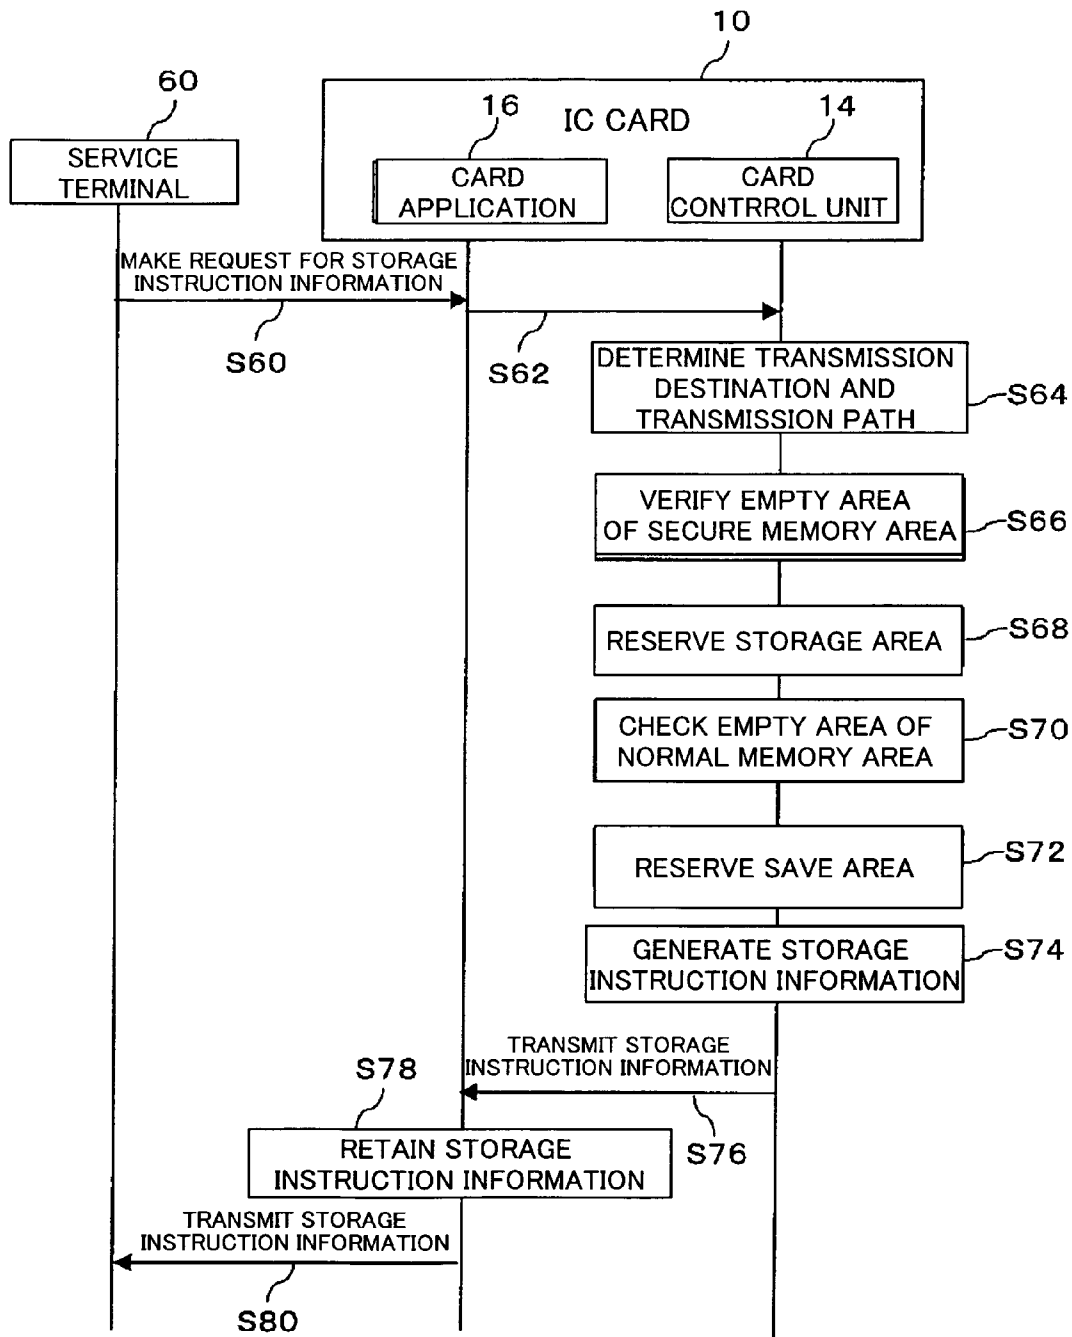 10
60
16
14
IC CARD
SERVICE
TERMINAL
CARD
APPLICATION
CARD
CONTRROL UNIT
MAKE REQUEST FOR STORAGE
INSTRUCTION INFORMATION
S60
S62
DETERMINE TRANSMISSION
DESTINATION AND
TRANSMISSION PATH
S64
VERIFY EMPTY AREA
OF SECURE MEMORY AREA
S66
RESERVE STORAGE AREA
S68
CHECK EMPTY AREA OF
NORMAL MEMORY AREA
S70
RESERVE SAVE AREA
S72
GENERATE STORAGE
INSTRUCTION INFORMATION
S74
TRANSMIT STORAGE
INSTRUCTION INFORMATION
S76
S78
RETAIN STORAGE
INSTRUCTION INFORMATION
TRANSMIT STORAGE
INSTRUCTION INFORMATION
S80